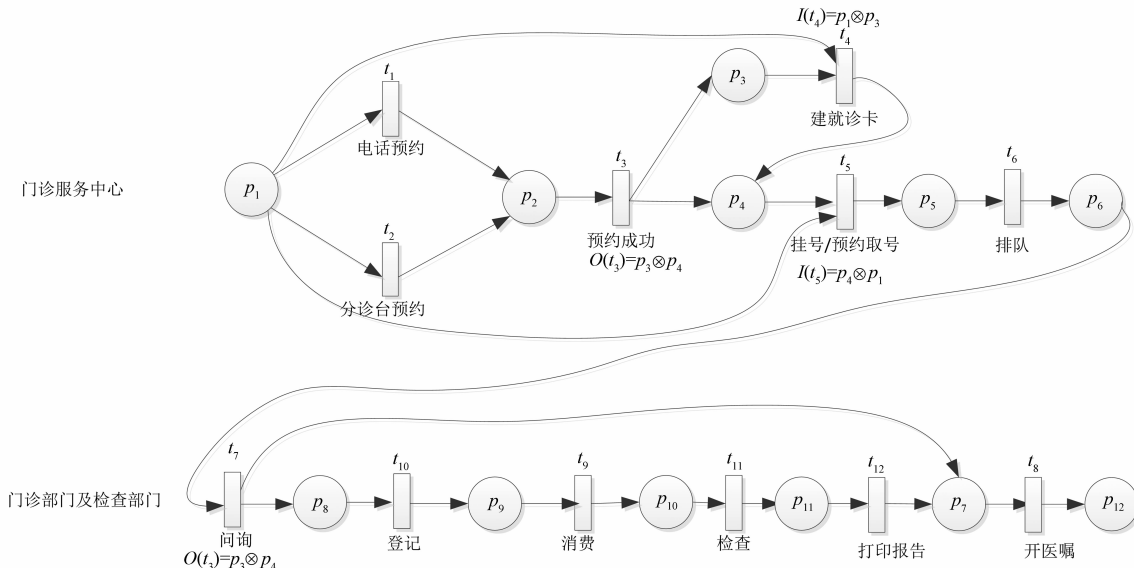 I(t₄)=p₁⊗p₃
t₄
t₁
p₃
建就诊卡
电话预约
门诊服务中心
p₁
p₂
t₃
p₄
t₅
p₅
t₆
p₆
t₂
预约成功
O(t₃)=p₃⊗p₄
挂号/预约取号
I(t₅)=p₄⊗p₁
排队
分诊台预约
门诊部门及检查部门
t₇
p₈
t₁₀
p₉
t₉
p₁₀
t₁₁
p₁₁
t₁₂
p₇
t₈
p₁₂
问询
O(t₃)=p₃⊗p₄
登记
消费
检查
打印报告
开医嘱